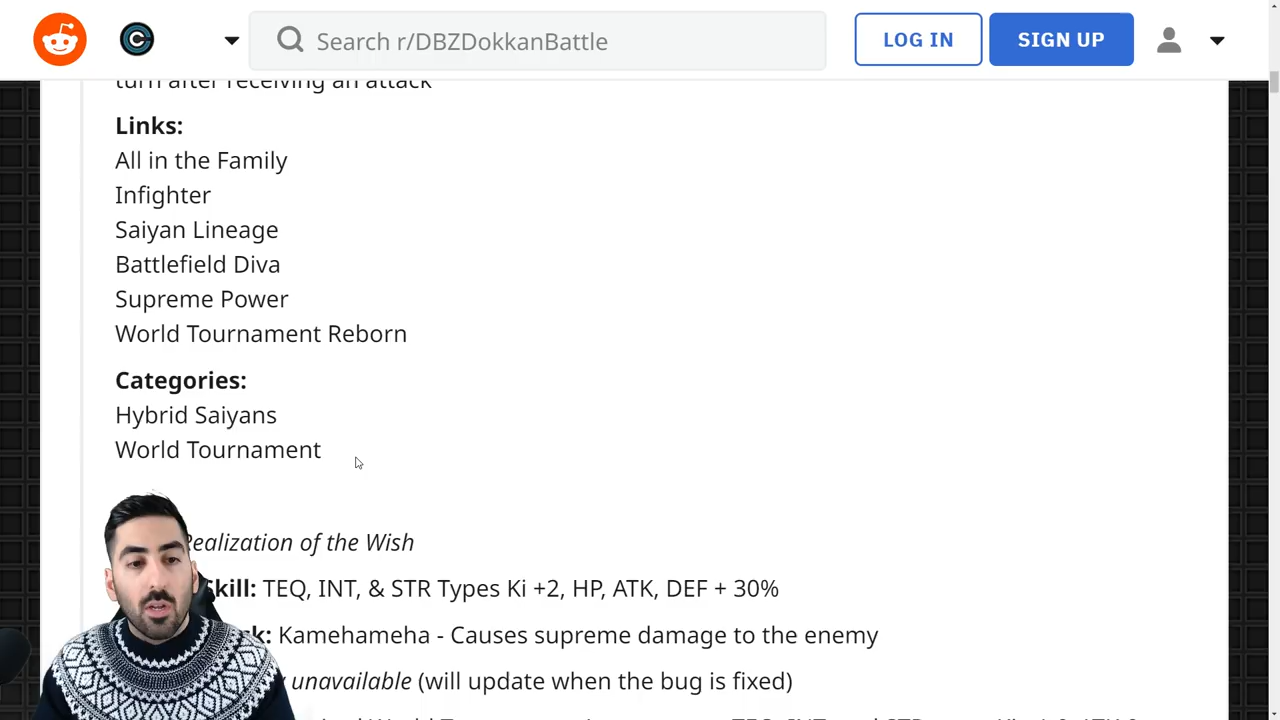 Search r/DBZDokkanBattle
LOG IN
SIGN UP
turn after receiving an attack
Links:
All in the Family
Infighter
Saiyan Lineage
Battlefield Diva
Supreme Power
World Tournament Reborn
Categories:
Hybrid Saiyans
World Tournament
Realization of the Wish
Skill: TEQ, INT, & STR Types Ki +2, HP, ATK, DEF + 30%
Kamehameha - Causes supreme damage to the enemy
unavailable (will update when the bug is fixed)